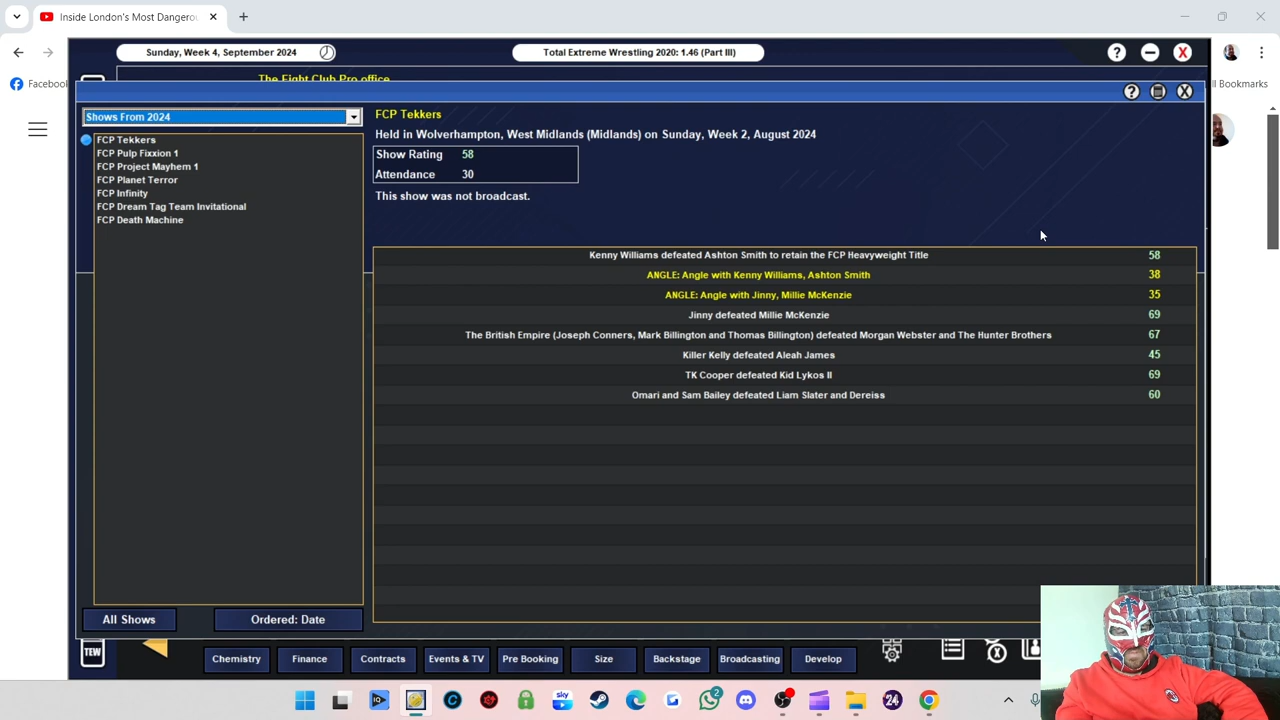 Inside London's Most Dangerou
Facebook
ll Bookmarks
Sunday, Week 4, September 2024
Total Extreme Wrestling 2020: 1.46 (Part III)
?
X
The Fight Club Pro office
?
X
Shows From 2024
FCP Tekkers
FCP Pulp Fixxion 1
FCP Project Mayhem 1
FCP Planet Terror
FCP Infinity
FCP Dream Tag Team Invitational
FCP Death Machine
FCP Tekkers
Held in Wolverhampton, West Midlands (Midlands) on Sunday, Week 2, August 2024
Show Rating 58
Attendance 30
This show was not broadcast.
Kenny Williams defeated Ashton Smith to retain the FCP Heavyweight Title 58
ANGLE: Angle with Kenny Williams, Ashton Smith 38
ANGLE: Angle with Jinny, Millie McKenzie 35
Jinny defeated Millie McKenzie 69
The British Empire (Joseph Conners, Mark Billington and Thomas Billington) defeated Morgan Webster and The Hunter Brothers 67
Killer Kelly defeated Aleah James 45
TK Cooper defeated Kid Lykos II 69
Omari and Sam Bailey defeated Liam Slater and Dereiss 60
All Shows
Ordered: Date
TEW
Chemistry
Finance
Contracts
Events & TV
Pre Booking
Size
Backstage
Broadcasting
Develop
sky
2
24